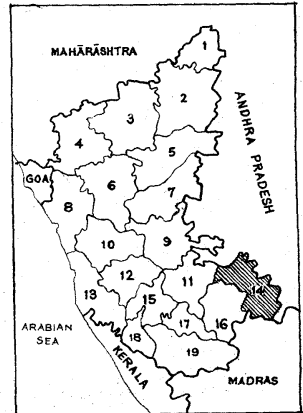 MAHĀRĀSHTRA
1
2
3
ANDHRA PRADESH
4
5
GOA
6
7
8
9
10
11
12
14
13
15
17
16
ARABIAN
SEA
KERALA
18
19
MADRAS